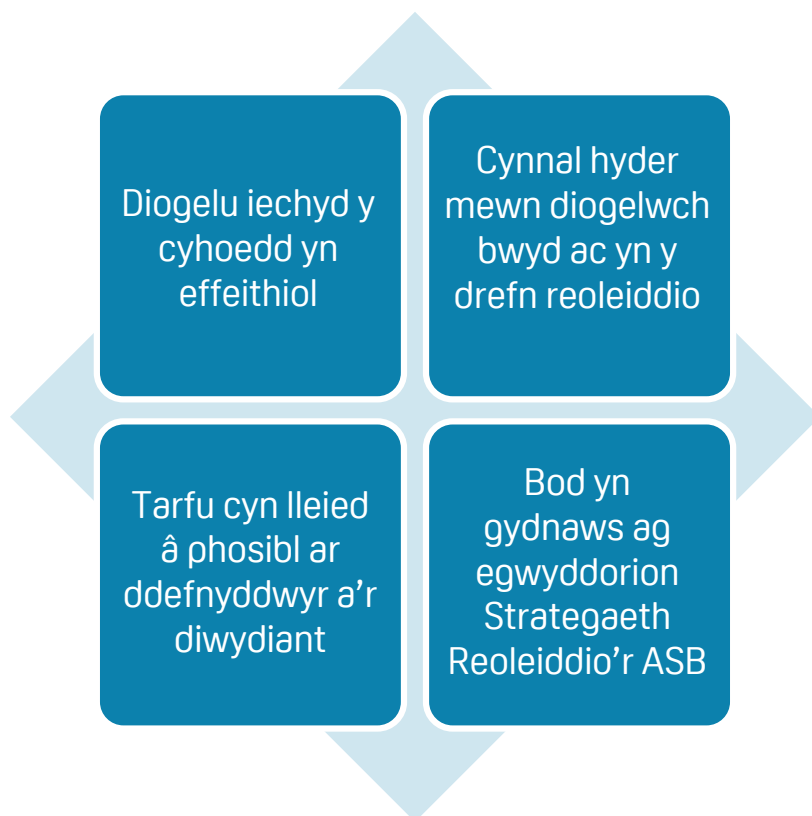 Diogelu iechyd y
cyhoedd yn
effeithiol
Cynnal hyder
mewn diogelwch
bwyd ac yn y
drefn reoleiddio
Tarfu cyn lleied
â phosibl ar
ddefnyddwyr a’r
diwydiant
Bod yn
gydnaws ag
egwyddorion
Strategaeth
Reoleiddio’r ASB